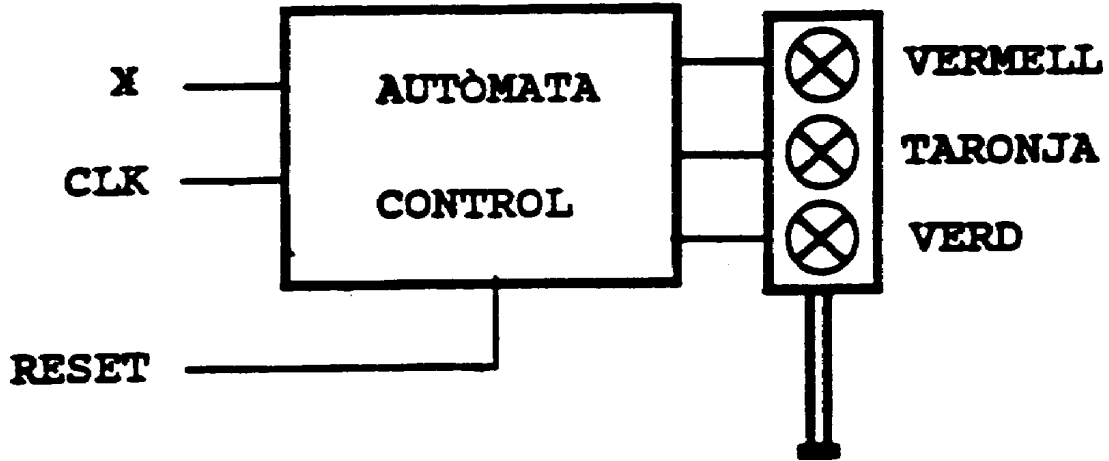 X
CLK
RESET
AUTÒMATA
CONTROL
VERMELL
TARONJA
VERD